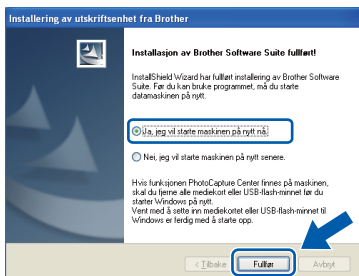 Installering av utskriftsenhet fra Brother
Installasjon av Brother Software Suite fullført!
InstallShield Wizard har fullført installering av Brother Software
Suite. Før du kan bruke programmet, må du starte
datamaskinen på nytt.
Ja, jeg vil starte maskinen på nytt nå.
Nei, jeg vil starte maskinen på nytt senere.
Hvis funksjonen PhotoCapture Center finnes på maskinen,
skal du fjerne alle mediekort eller USB-flash-minnet før du
starter Windows på nytt.
Vent med å sette inn mediekortet eller USB-flash-minnet til
Windows er ferdig med å starte opp.
< Tilbake
Fullfør
Avbryt